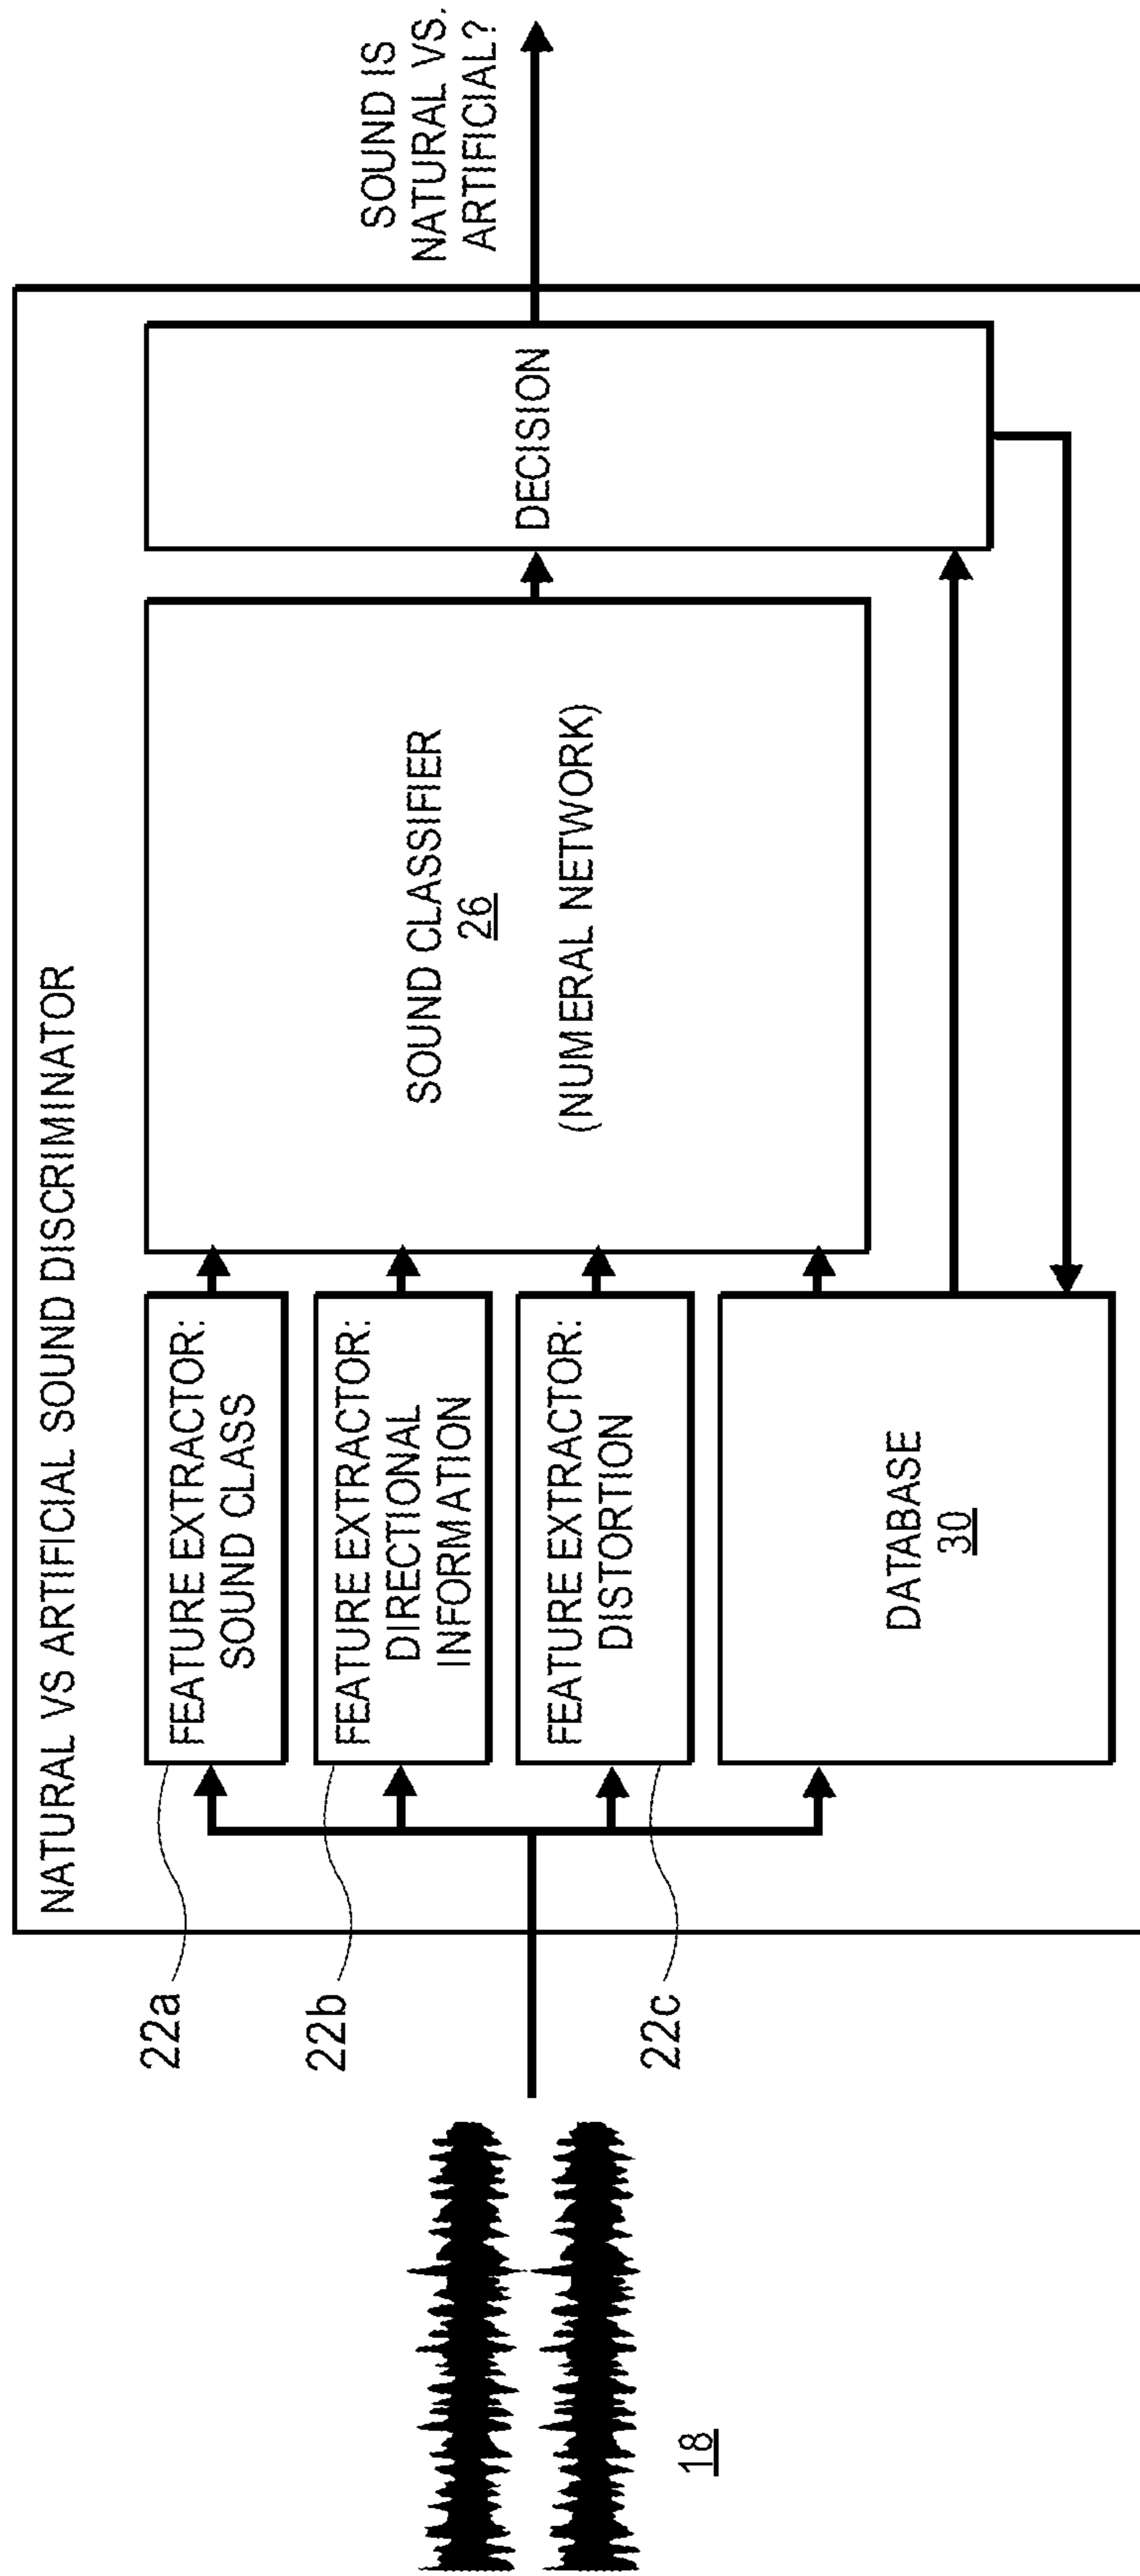 NATURAL VS ARTIFICIAL SOUND DISCRIMINATOR
18
22a
22b
22c
FEATURE EXTRACTOR:
SOUND CLASS
FEATURE EXTRACTOR:
DIRECTIONAL
INFORMATION
FEATURE EXTRACTOR:
DISTORTION
DATABASE
30
SOUND CLASSIFIER
26
(NUMERAL NETWORK)
DECISION
SOUND IS
NATURAL VS.
ARTIFICIAL?